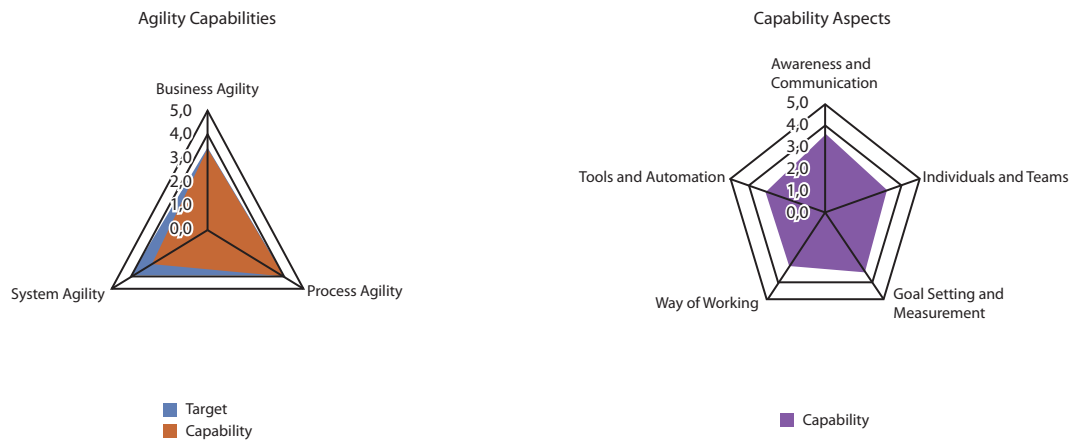 Agility Capabilities
Business Agility
5,0
4,0
3,0
2,0
1,0
0,0
System Agility
Process Agility
Target
Capability
Capability Aspects
Awareness and
Communication
5,0
4,0
3,0
2,0
1,0
0,0
Tools and Automation
Individuals and Teams
Way of Working
Goal Setting and
Measurement
Capability